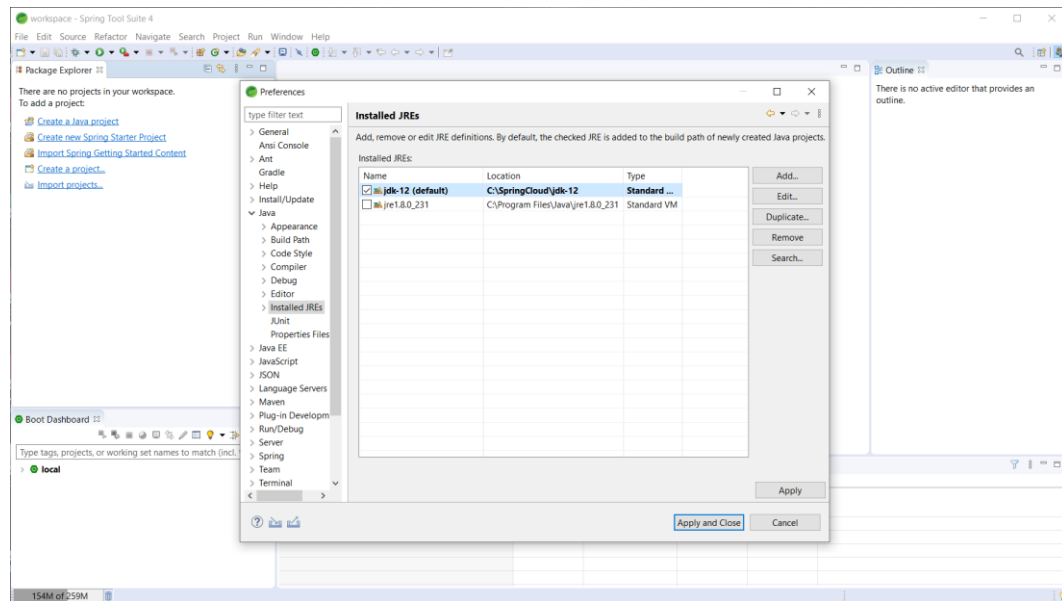 workspace - Spring Tool Suite 4
File Edit Source Refactor Navigate Search Project Run Window Help
Package Explorer
There are no projects in your workspace.
To add a project:
Create a Java project
Create new Spring Starter Project
Import Spring Getting Started Content
Create a project...
Import projects...
Outline
There is no active editor that provides an
outline.
Preferences
type filter text
General
Ansi Console
Ant
Gradle
Help
Install/Update
Java
Appearance
Build Path
Code Style
Compiler
Debug
Editor
Installed JREs
JUnit
Properties Files
Java EE
JavaScript
JSON
Language Servers
Maven
Plug-in Developm
Run/Debug
Server
Spring
Team
Terminal
Installed JREs
Add, remove or edit JRE definitions. By default, the checked JRE is added to the build path of newly created Java projects.
Installed JREs:
Name Location Type
jdk-12 (default) C:\SpringCloud\jdk-12 Standard ...
jre1.8.0_231 C:\Program Files\Java\jre1.8.0_231 Standard VM
Add...
Edit...
Duplicate...
Remove
Search...
Apply
Apply and Close Cancel
Boot Dashboard
Type tags, projects, or working set names to match (incl.
local
154M of 259M